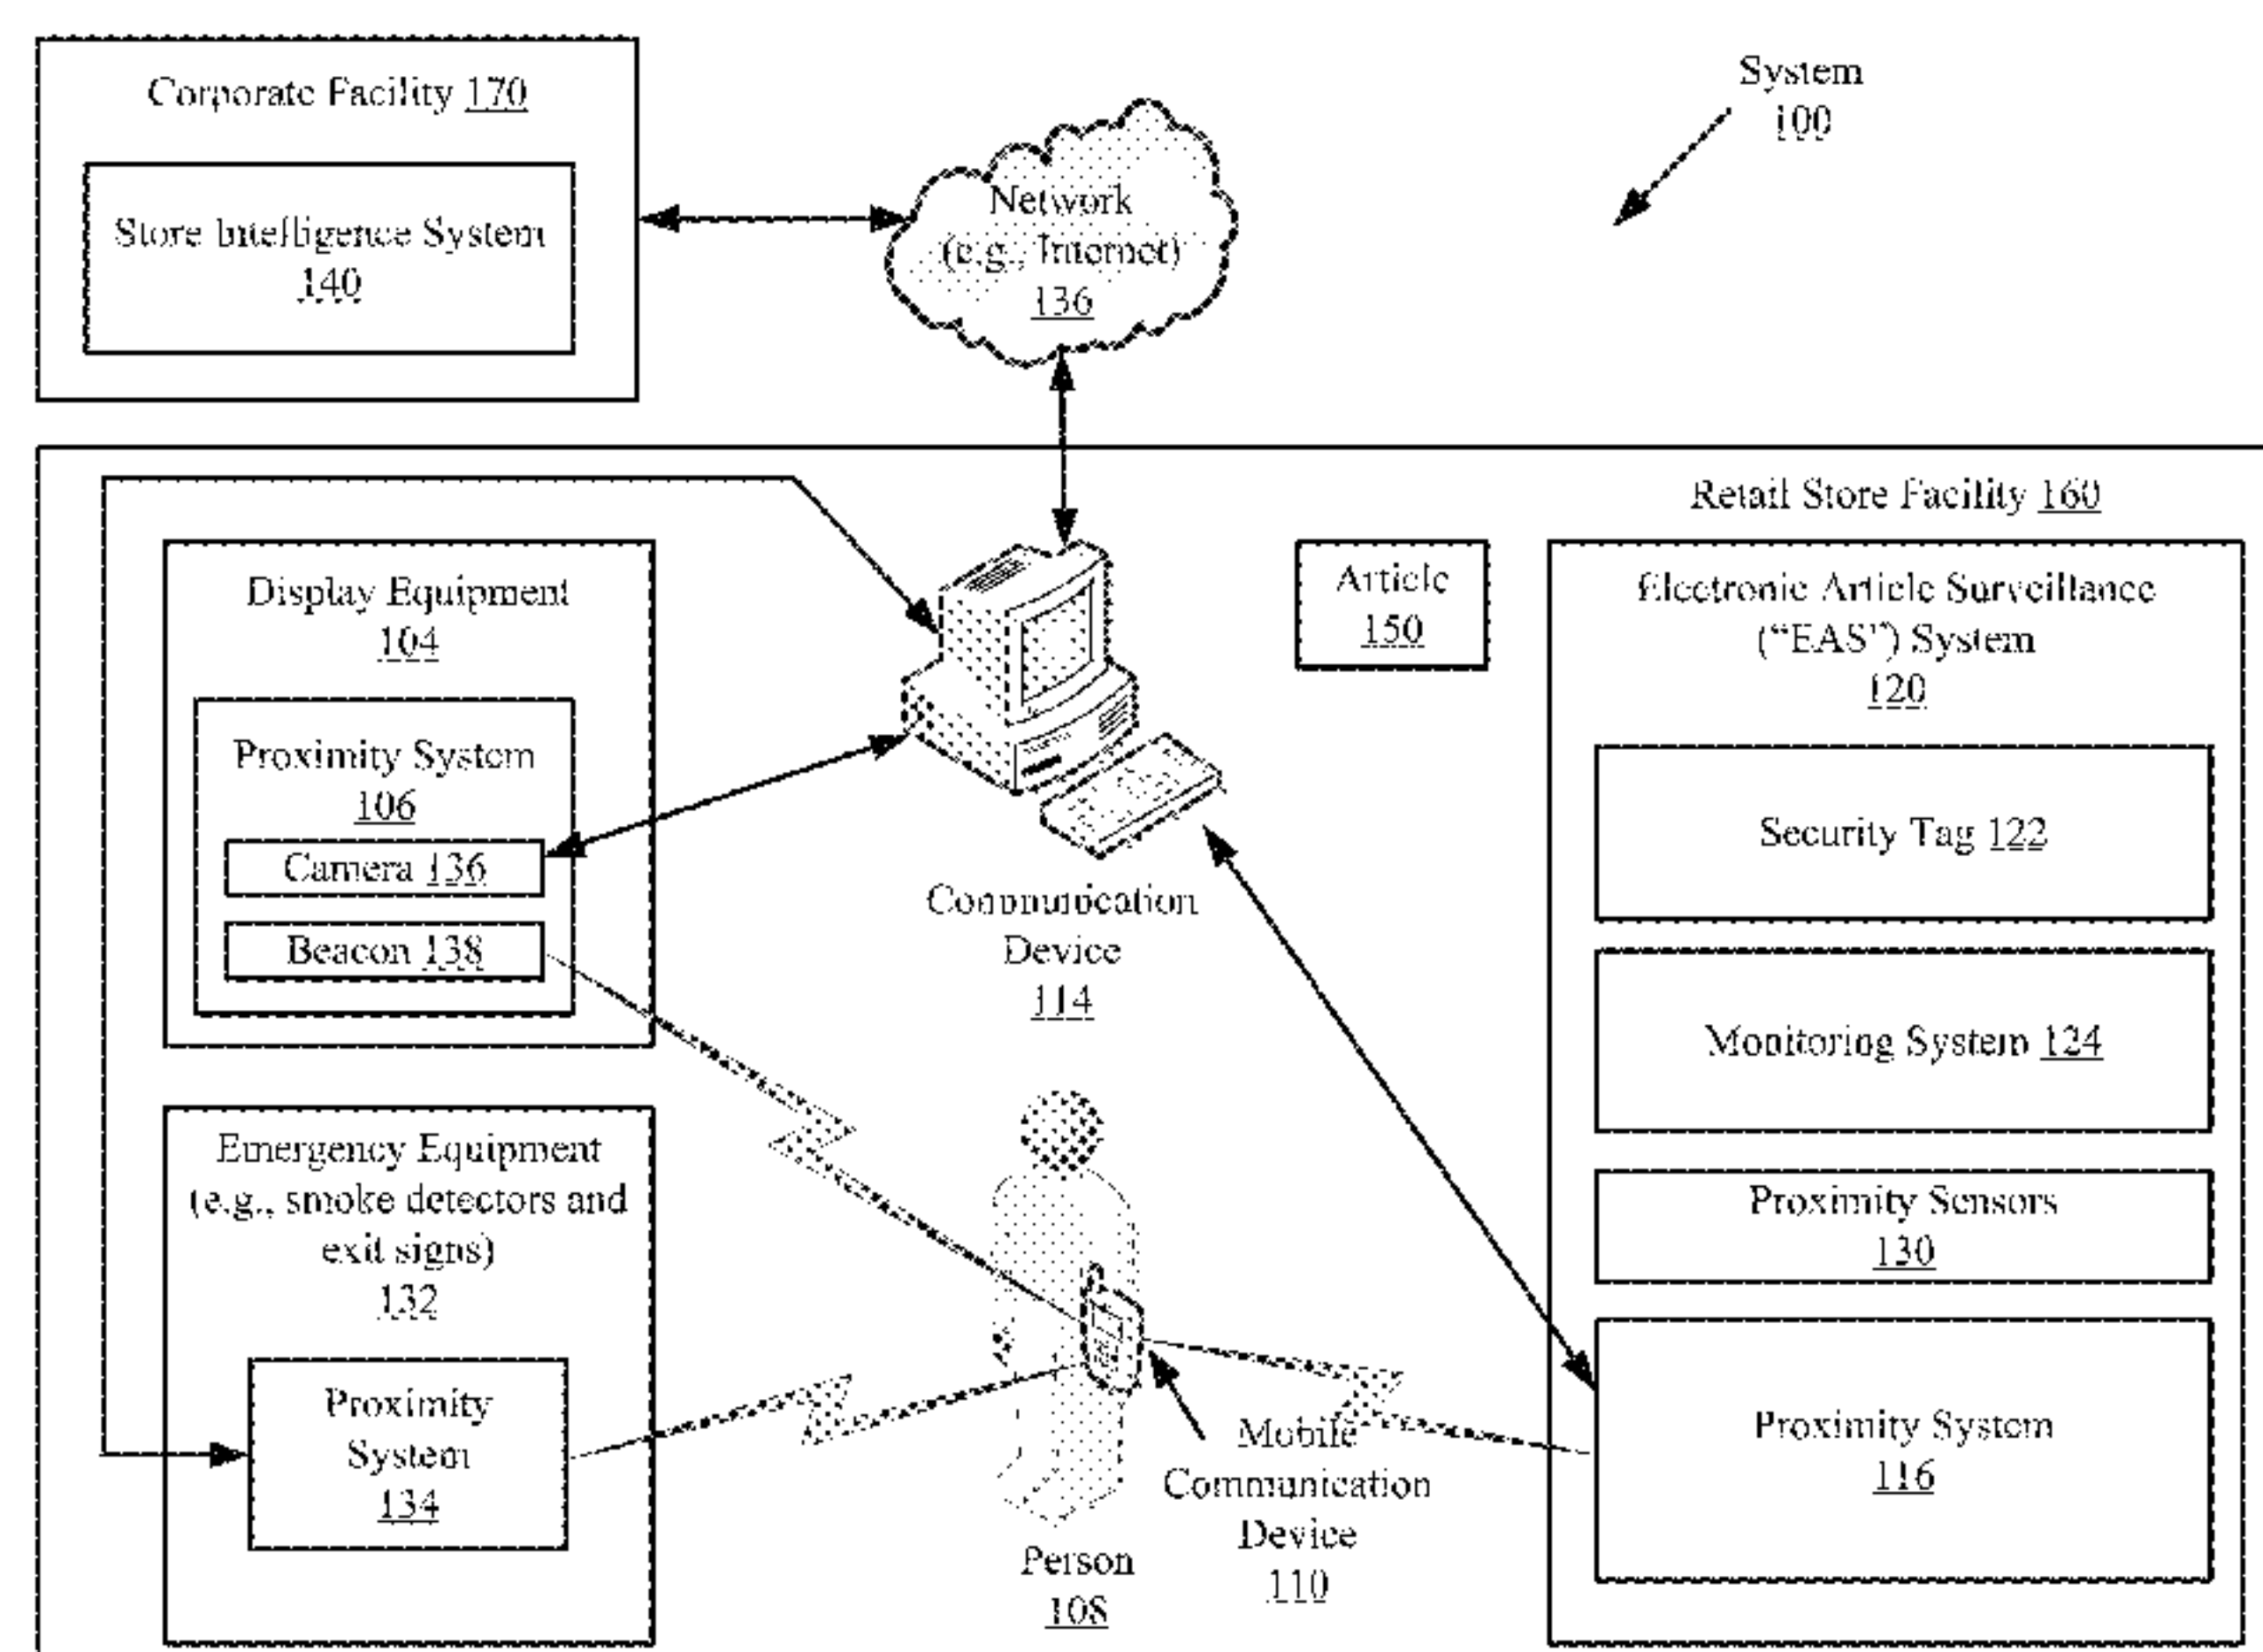 Corporate Facility 170
Store Intelligence System
140
Network
(e.g., Internet)
136
System
100
Retail Store Facility 160
Display Equipment
104
Proximity System
106
Camera 136
Beacon 138
Communication
Device
114
Article
150
Electronic Article Surveillance
("EAS") System
120
Security Tag 122
Monitoring System 124
Proximity Sensors
130
Proximity System
116
Emergency Equipment
(e.g., smoke detectors and
exit signs)
132
Proximity
System
134
Person
108
Mobile
Communication
Device
110